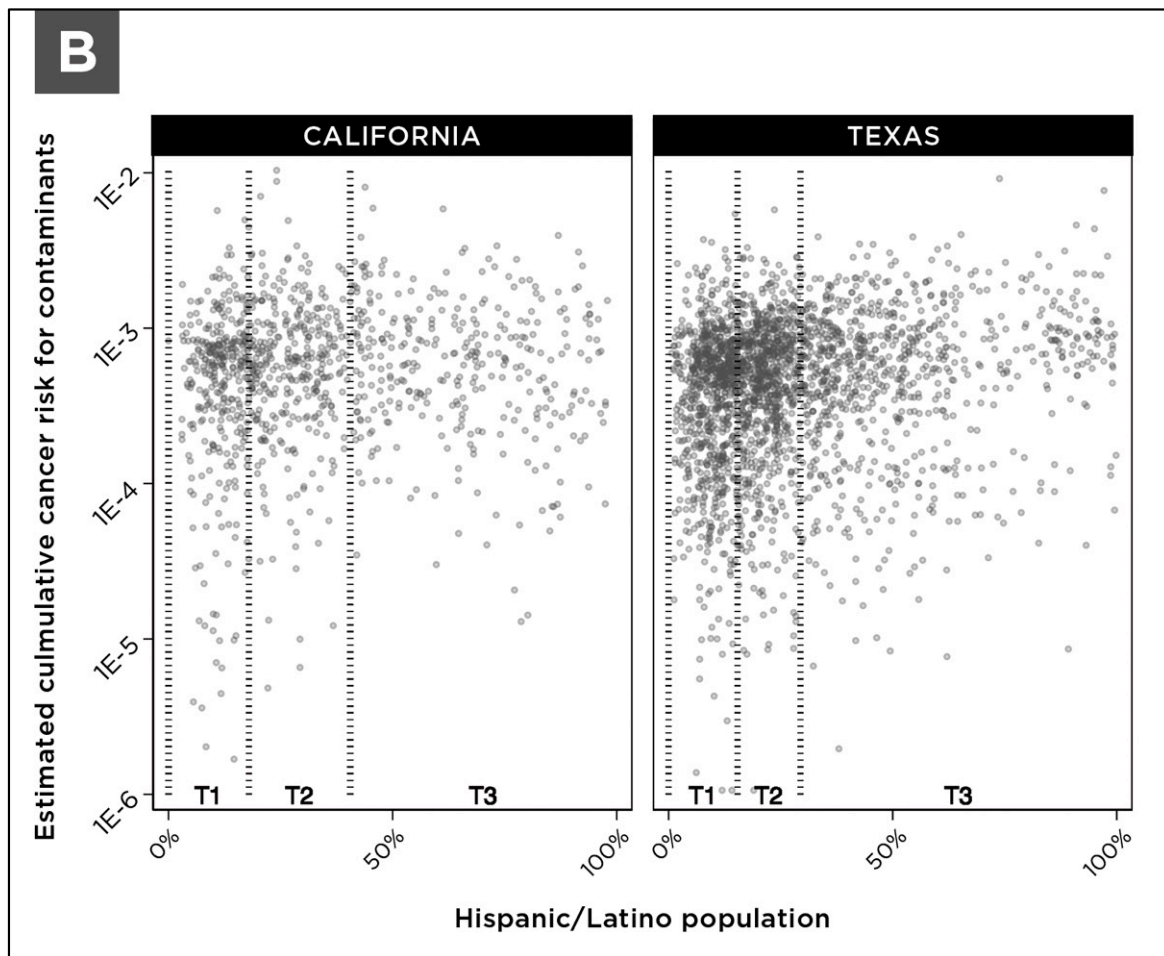 B
CALIFORNIA
TEXAS
Estimated culmulative cancer risk for contaminants
1E-2
1E-3
1E-4
1E-5
1E-6
T1
T2
T3
T1
T2
T3
0%
50%
100%
0%
50%
100%
Hispanic/Latino population